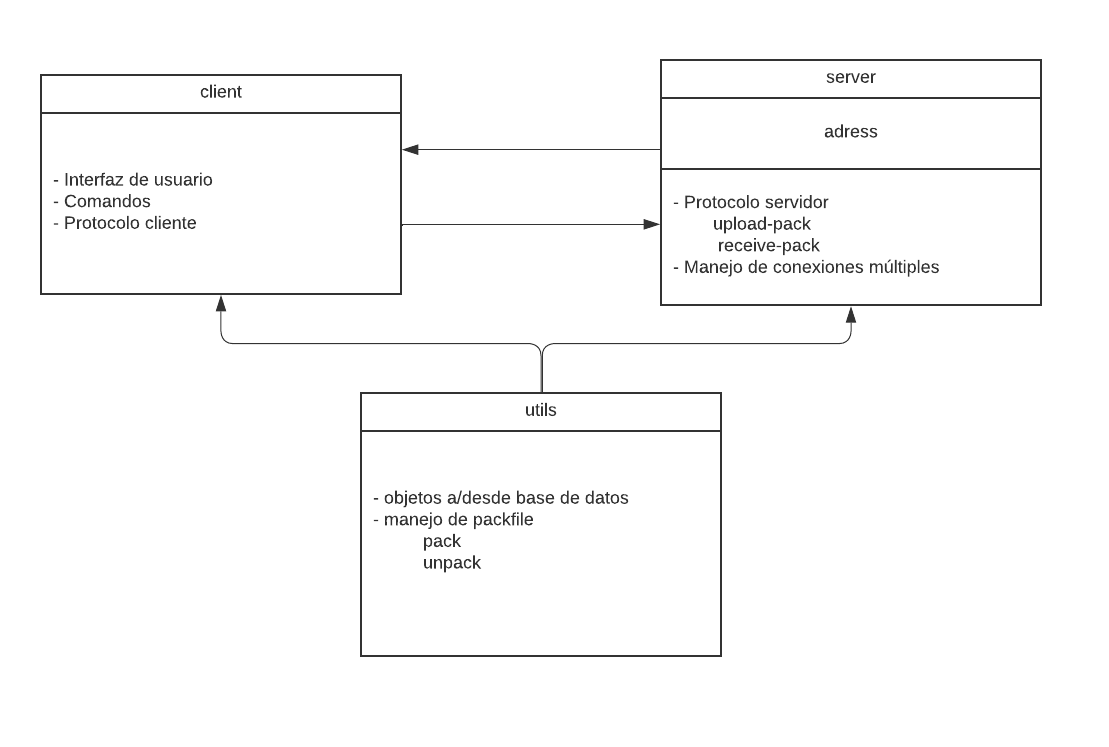 client
- Interfaz de usuario
- Comandos
- Protocolo cliente
server
adress
- Protocolo servidor
upload-pack
receive-pack
- Manejo de conexiones múltiples
utils
- objetos a/desde base de datos
- manejo de packfile
pack
unpack